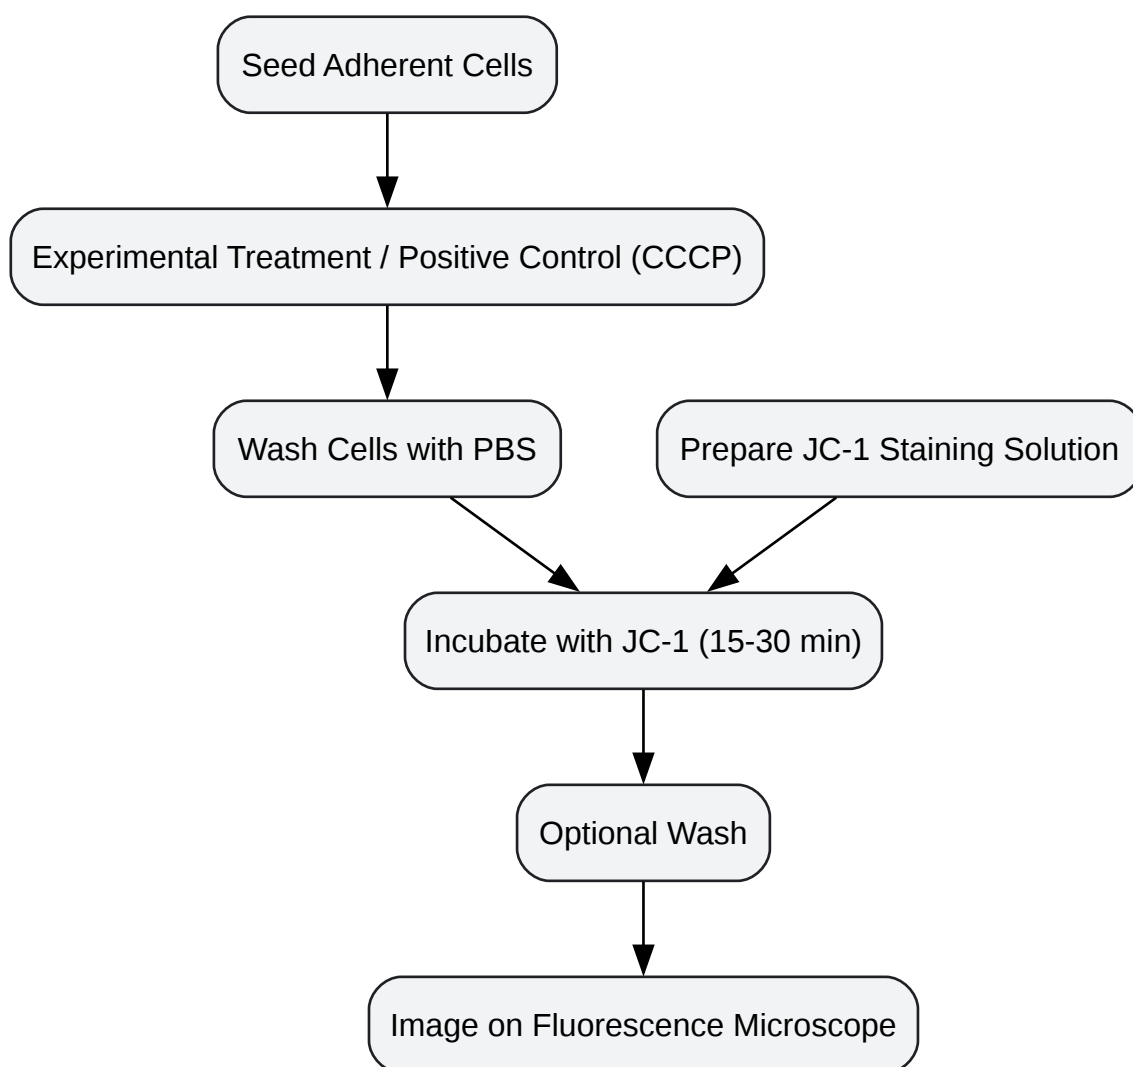 Seed Adherent Cells
Experimental Treatment / Positive Control (CCCP)
Wash Cells with PBS
Prepare JC-1 Staining Solution
Incubate with JC-1 (15-30 min)
Optional Wash
Image on Fluorescence Microscope